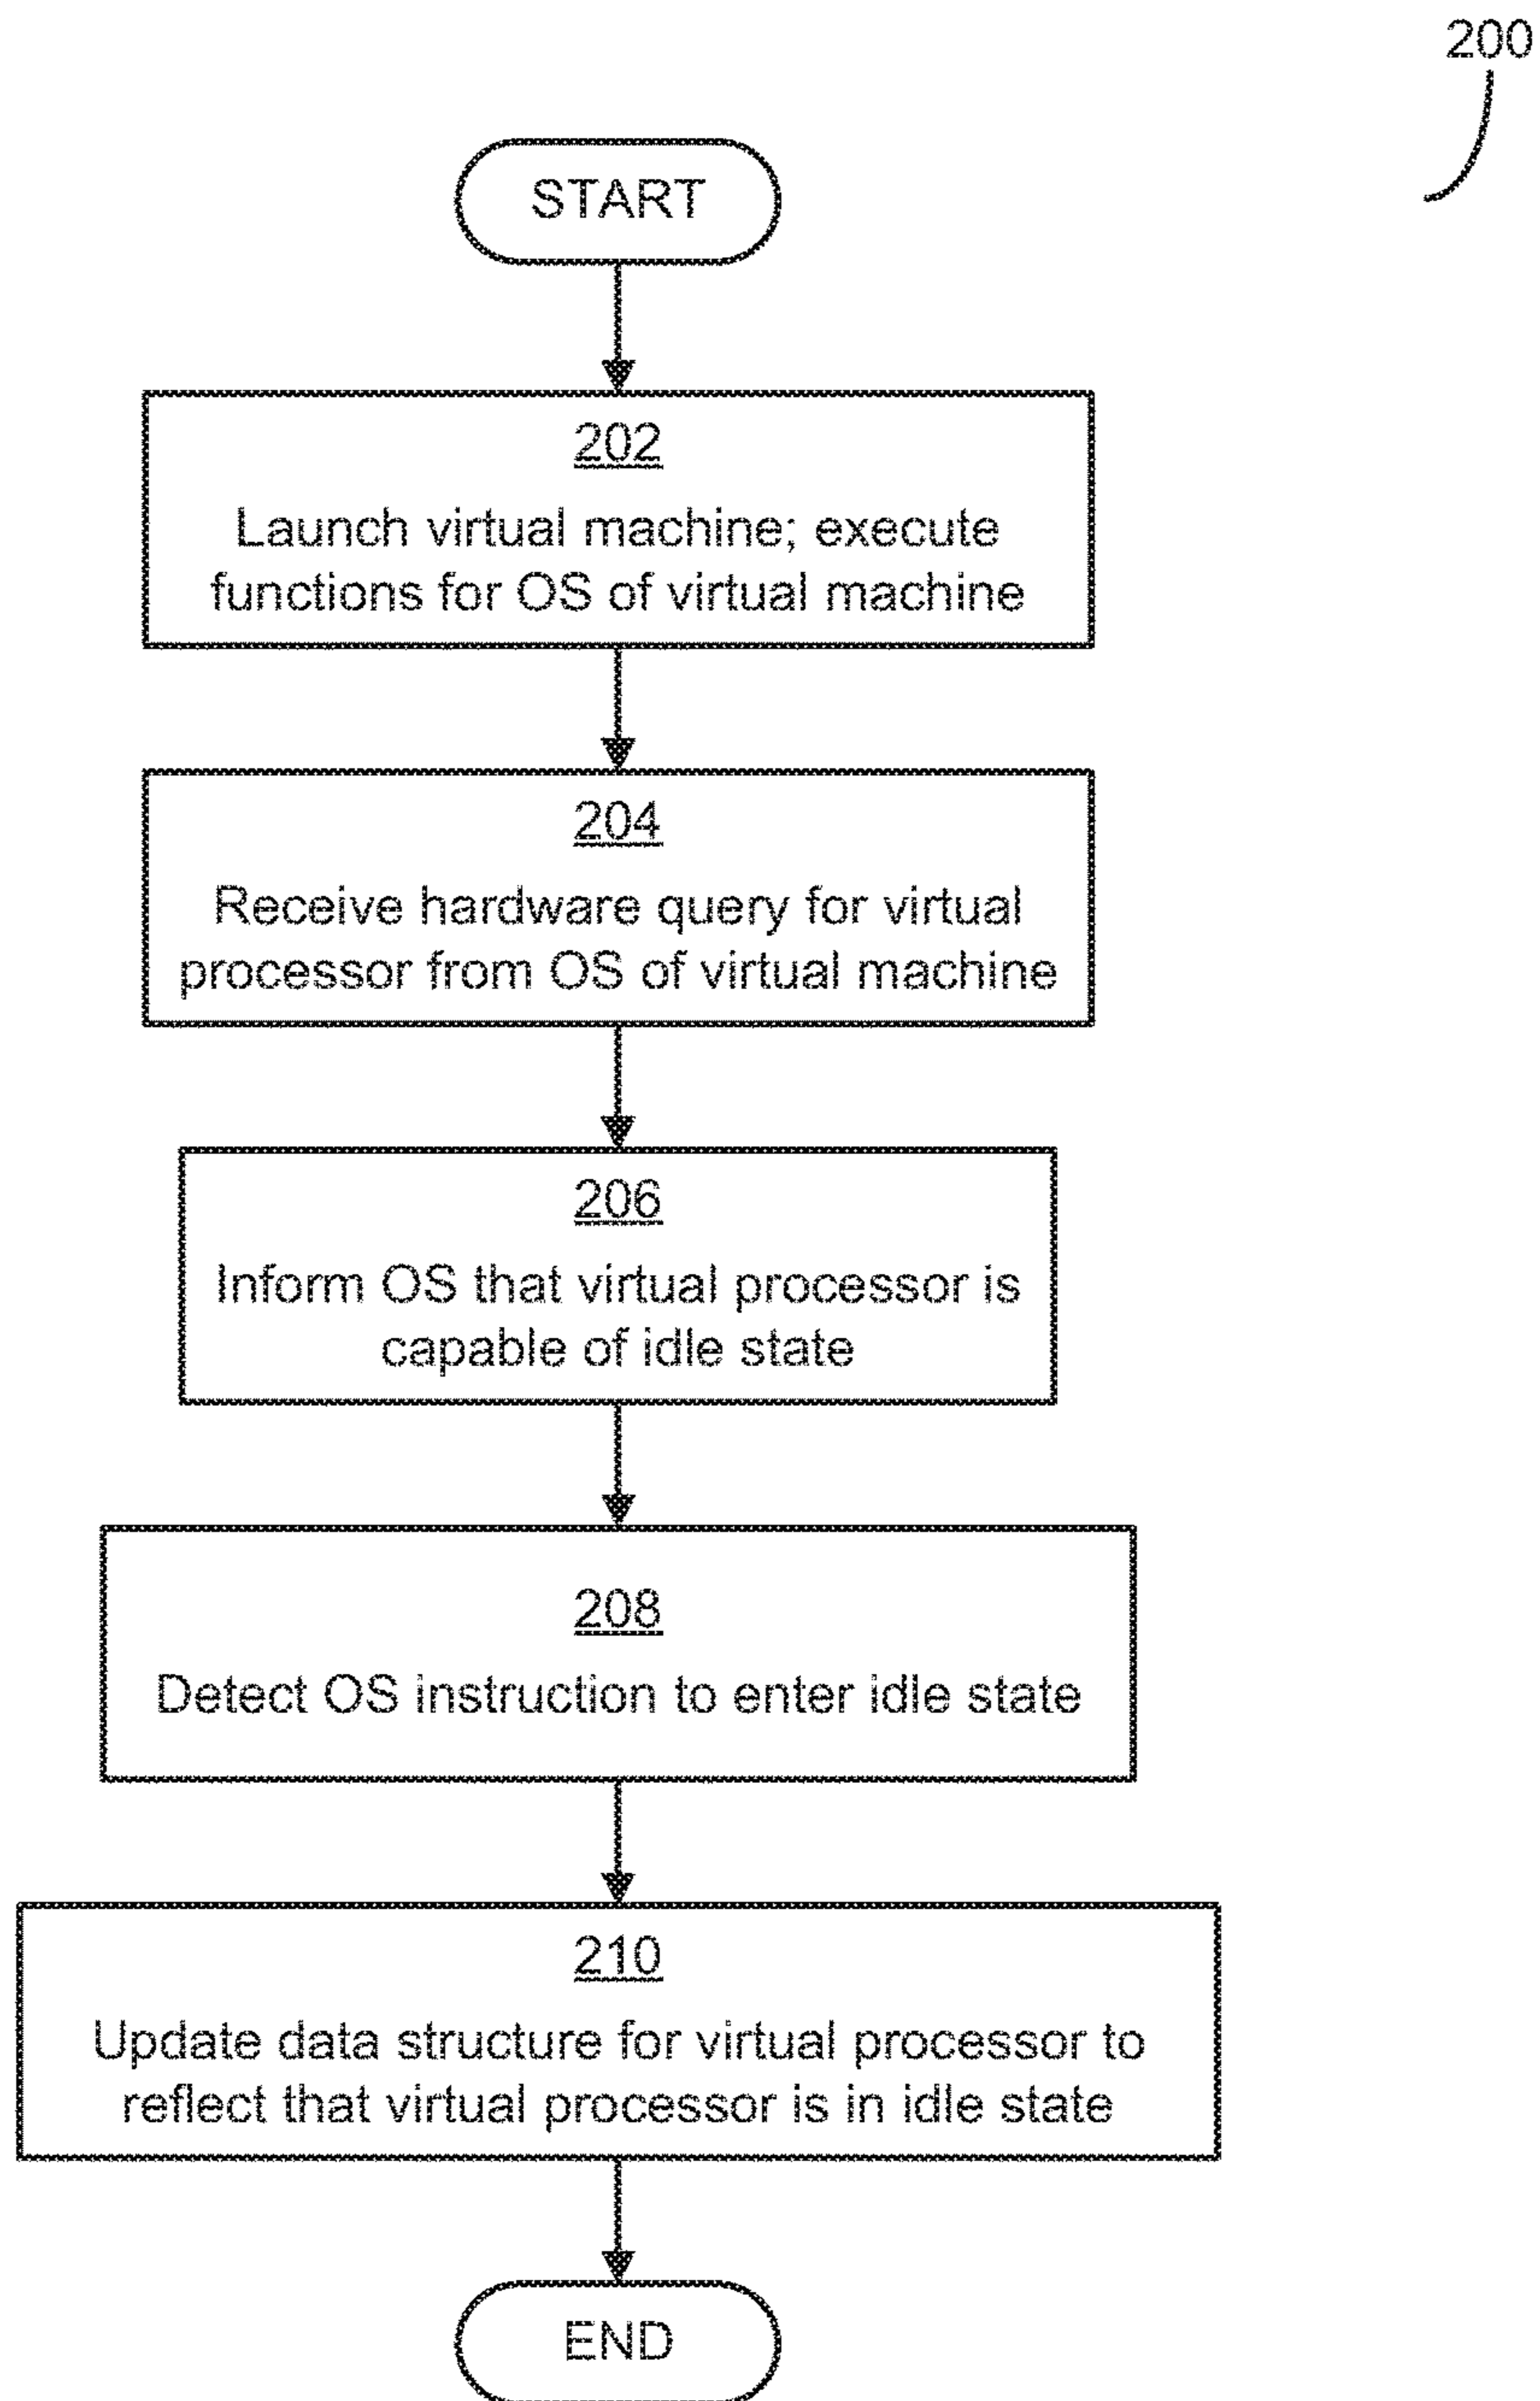 200
START
202
Launch virtual machine; execute
functions for OS of virtual machine
204
Receive hardware query for virtual
processor from OS of virtual machine
206
Inform OS that virtual processor is
capable of idle state
208
Detect OS instruction to enter idle state
210
Update data structure for virtual processor to
reflect that virtual processor is in idle state
END